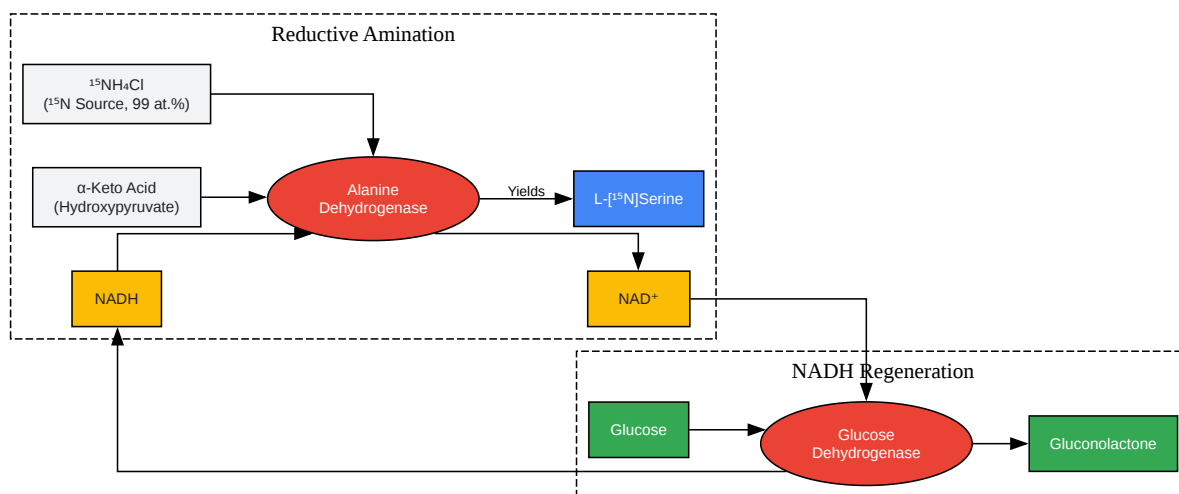 Reductive Amination
¹⁵NH₄Cl
(¹⁵N Source, 99 at.%)
α-Keto Acid
(Hydroxypyruvate)
Alanine
Dehydrogenase
Yields
L-[¹⁵N]Serine
NADH
NAD⁺
NADH Regeneration
Glucose
Glucose
Dehydrogenase
Gluconolactone